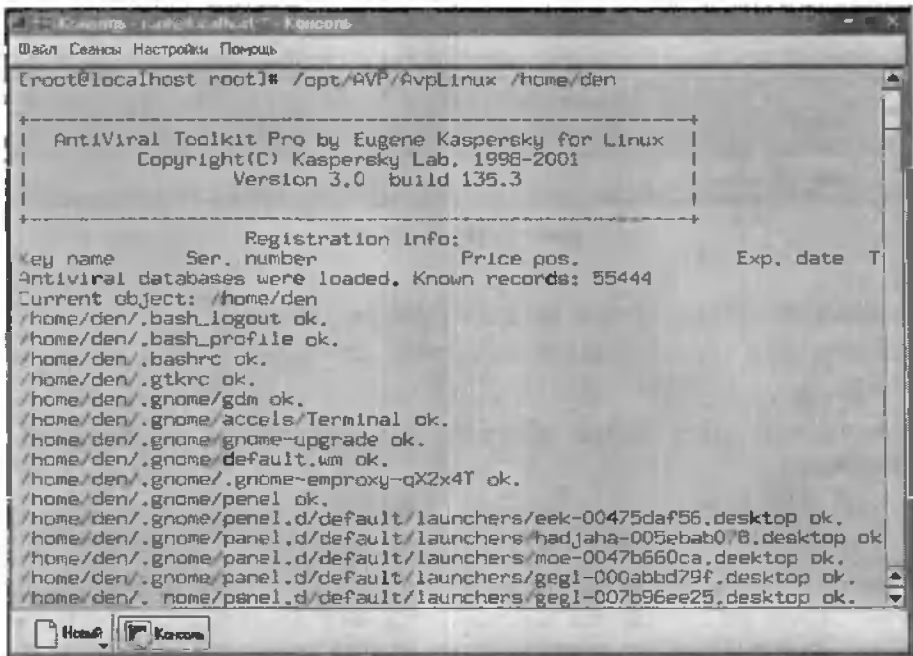 Консоль - root@localhost: - Консоль
Файл Сеансы Настройки Помощь
[root@localhost root]# /opt/AVP/AvpLinux /home/den
AntiViral Toolkit Pro by Eugene Kaspersky for Linux
Copyright(C) Kaspersky Lab. 1998-2001
Version 3.0 build 135.3
Registration info:
Key name Ser. number Price pos. Exp. date T
Antiviral databases were loaded. Known records: 55444
Current object: /home/den
/home/den/.bash_logout ok.
/home/den/.bash_profile ok.
/home/den/.bashrc ok.
/home/den/.gtkrc ok.
/home/den/.gnome/gdm ok.
/home/den/.gnome/accels/Terminal ok.
/home/den/.gnome/gnome-upgrade ok.
/home/den/.gnome/default.wm ok.
/home/den/.gnome/.gnome-emproxy-qX2x4T ok.
/home/den/.gnome/penel ok.
/home/den/.gnome/penel.d/default/launchers/eek-00475daf56.desktop ok.
/home/den/.gnome/panel.d/default/launchers/hadjaha-005ebab078.desktop ok
/home/den/.gnome/panel.d/default/launchers/moe-0047b660ca.desktop ok.
/home/den/.gnome/panel.d/default/launchers/gegl-000abbd79f.desktop ok.
/home/den/. nome/panel.d/default/launchers/gegl-007b96ee25.desktop ok.
Новый Консоль